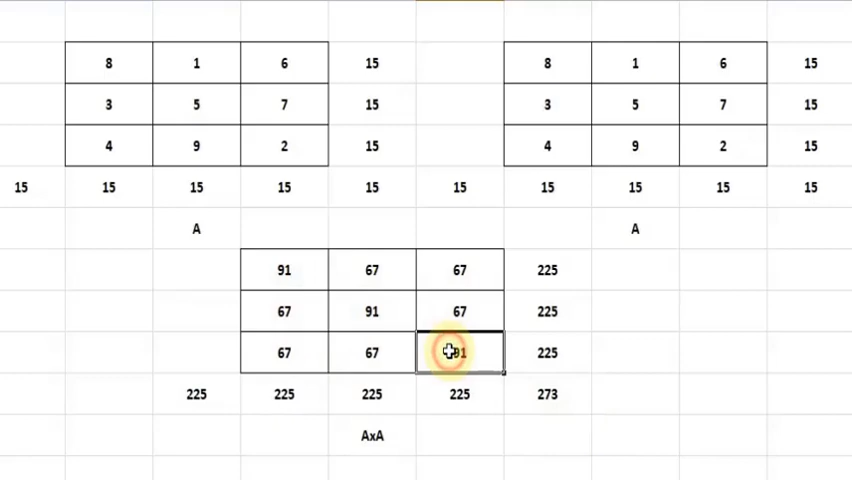 8 1 6 15 8 1 6 15
3 5 7 15 3 5 7 15
4 9 2 15 4 9 2 15
15 15 15 15 15 15 15 15 15 15
A A
91 67 67 225
67 91 67 225
67 67 91 225
225 225 225 225 273
AxA